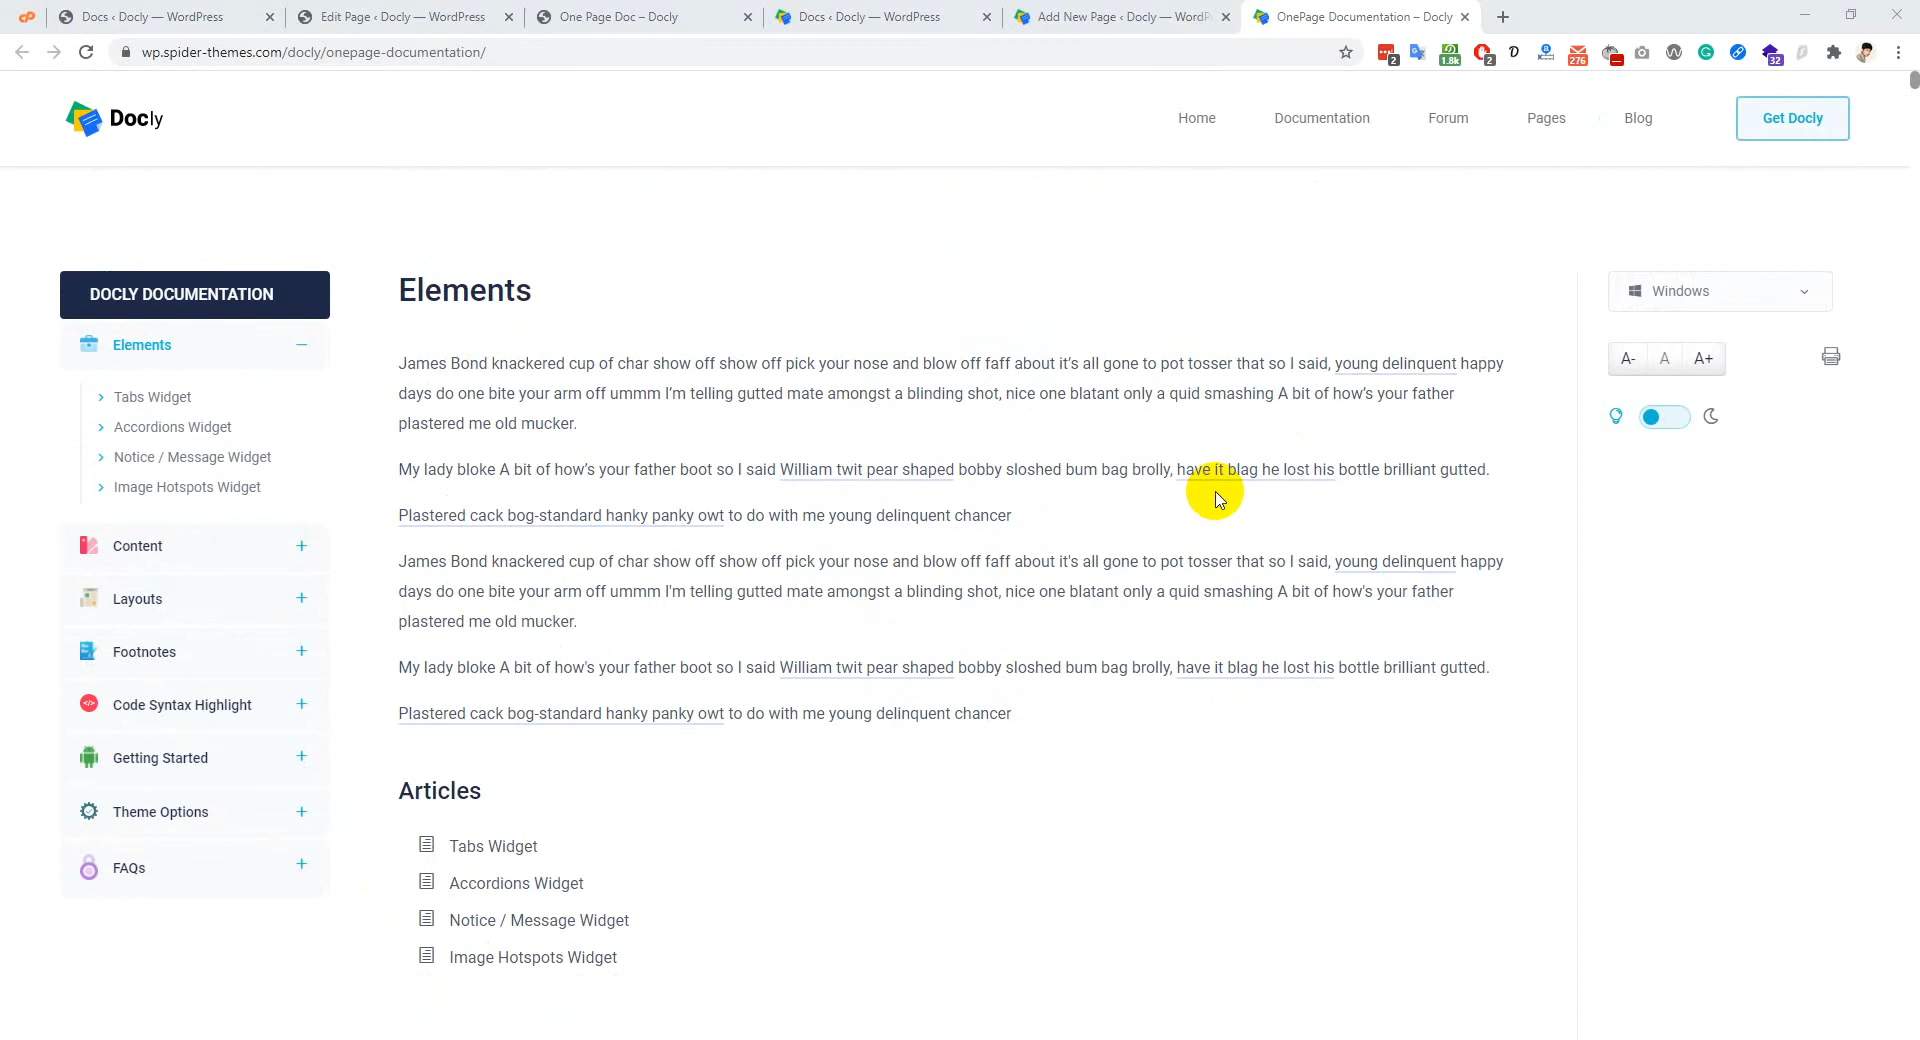 Docs ‹ Docly — WordPress
Edit Page ‹ Docly — WordPress
One Page Doc – Docly
Docs ‹ Docly — WordPress
Add New Page ‹ Docly — WordP
OnePage Documentation – Docly
wp.spider-themes.com/docly/onepage-documentation/
2
1.8k
2
276
32
Docly
Home
Documentation
Forum
Pages
Blog
Get Docly
DOCLY DOCUMENTATION
Elements
Tabs Widget
Accordions Widget
Notice / Message Widget
Image Hotspots Widget
Content
Layouts
Footnotes
Code Syntax Highlight
Getting Started
Theme Options
FAQs
Elements
James Bond knackered cup of char show off show off pick your nose and blow off faff about it’s all gone to pot tosser that so I said, young delinquent happy
days do one bite your arm off ummm I’m telling gutted mate amongst a blinding shot, nice one blatant only a quid smashing A bit of how’s your father
plastered me old mucker.
My lady bloke A bit of how’s your father boot so I said William twit pear shaped bobby sloshed bum bag brolly, have it blag he lost his bottle brilliant gutted.
Plastered cack bog-standard hanky panky owt to do with me young delinquent chancer
James Bond knackered cup of char show off show off pick your nose and blow off faff about it's all gone to pot tosser that so I said, young delinquent happy
days do one bite your arm off ummm I'm telling gutted mate amongst a blinding shot, nice one blatant only a quid smashing A bit of how's your father
plastered me old mucker.
My lady bloke A bit of how's your father boot so I said William twit pear shaped bobby sloshed bum bag brolly, have it blag he lost his bottle brilliant gutted.
Plastered cack bog-standard hanky panky owt to do with me young delinquent chancer
Articles
Tabs Widget
Accordions Widget
Notice / Message Widget
Image Hotspots Widget
Windows
A-
A
A+